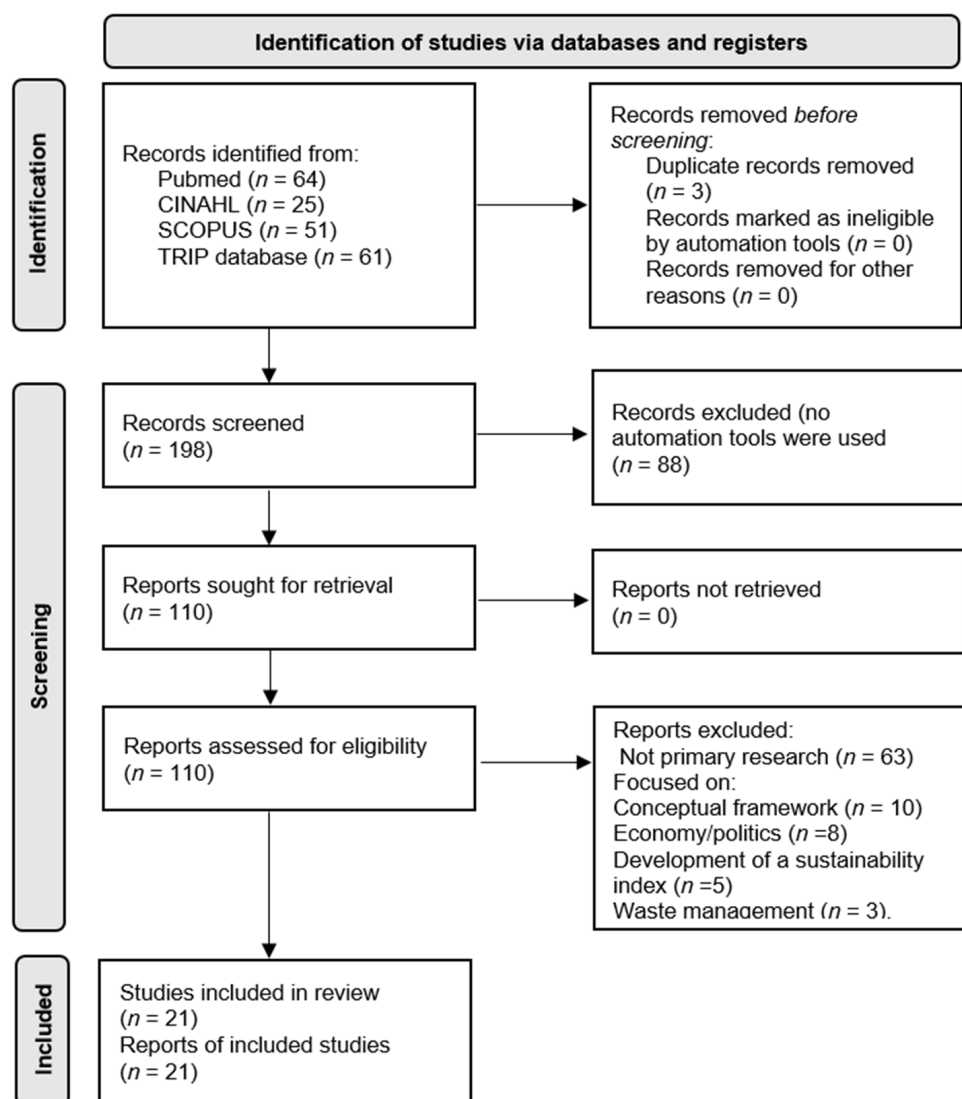 Identification of studies via databases and registers
Identification
Records identified from:
Pubmed (n = 64)
CINAHL (n = 25)
SCOPUS (n = 51)
TRIP database (n = 61)
Records removed before
screening:
Duplicate records removed
(n = 3)
Records marked as ineligible
by automation tools (n = 0)
Records removed for other
reasons (n = 0)
Screening
Records screened
(n = 198)
Records excluded (no
automation tools were used
(n = 88)
Reports sought for retrieval
(n = 110)
Reports not retrieved
(n = 0)
Reports assessed for eligibility
(n = 110)
Reports excluded:
Not primary research (n = 63)
Focused on:
Conceptual framework (n = 10)
Economy/politics (n =8)
Development of a sustainability
index (n =5)
Waste management (n = 3).
Included
Studies included in review
(n = 21)
Reports of included studies
(n = 21)